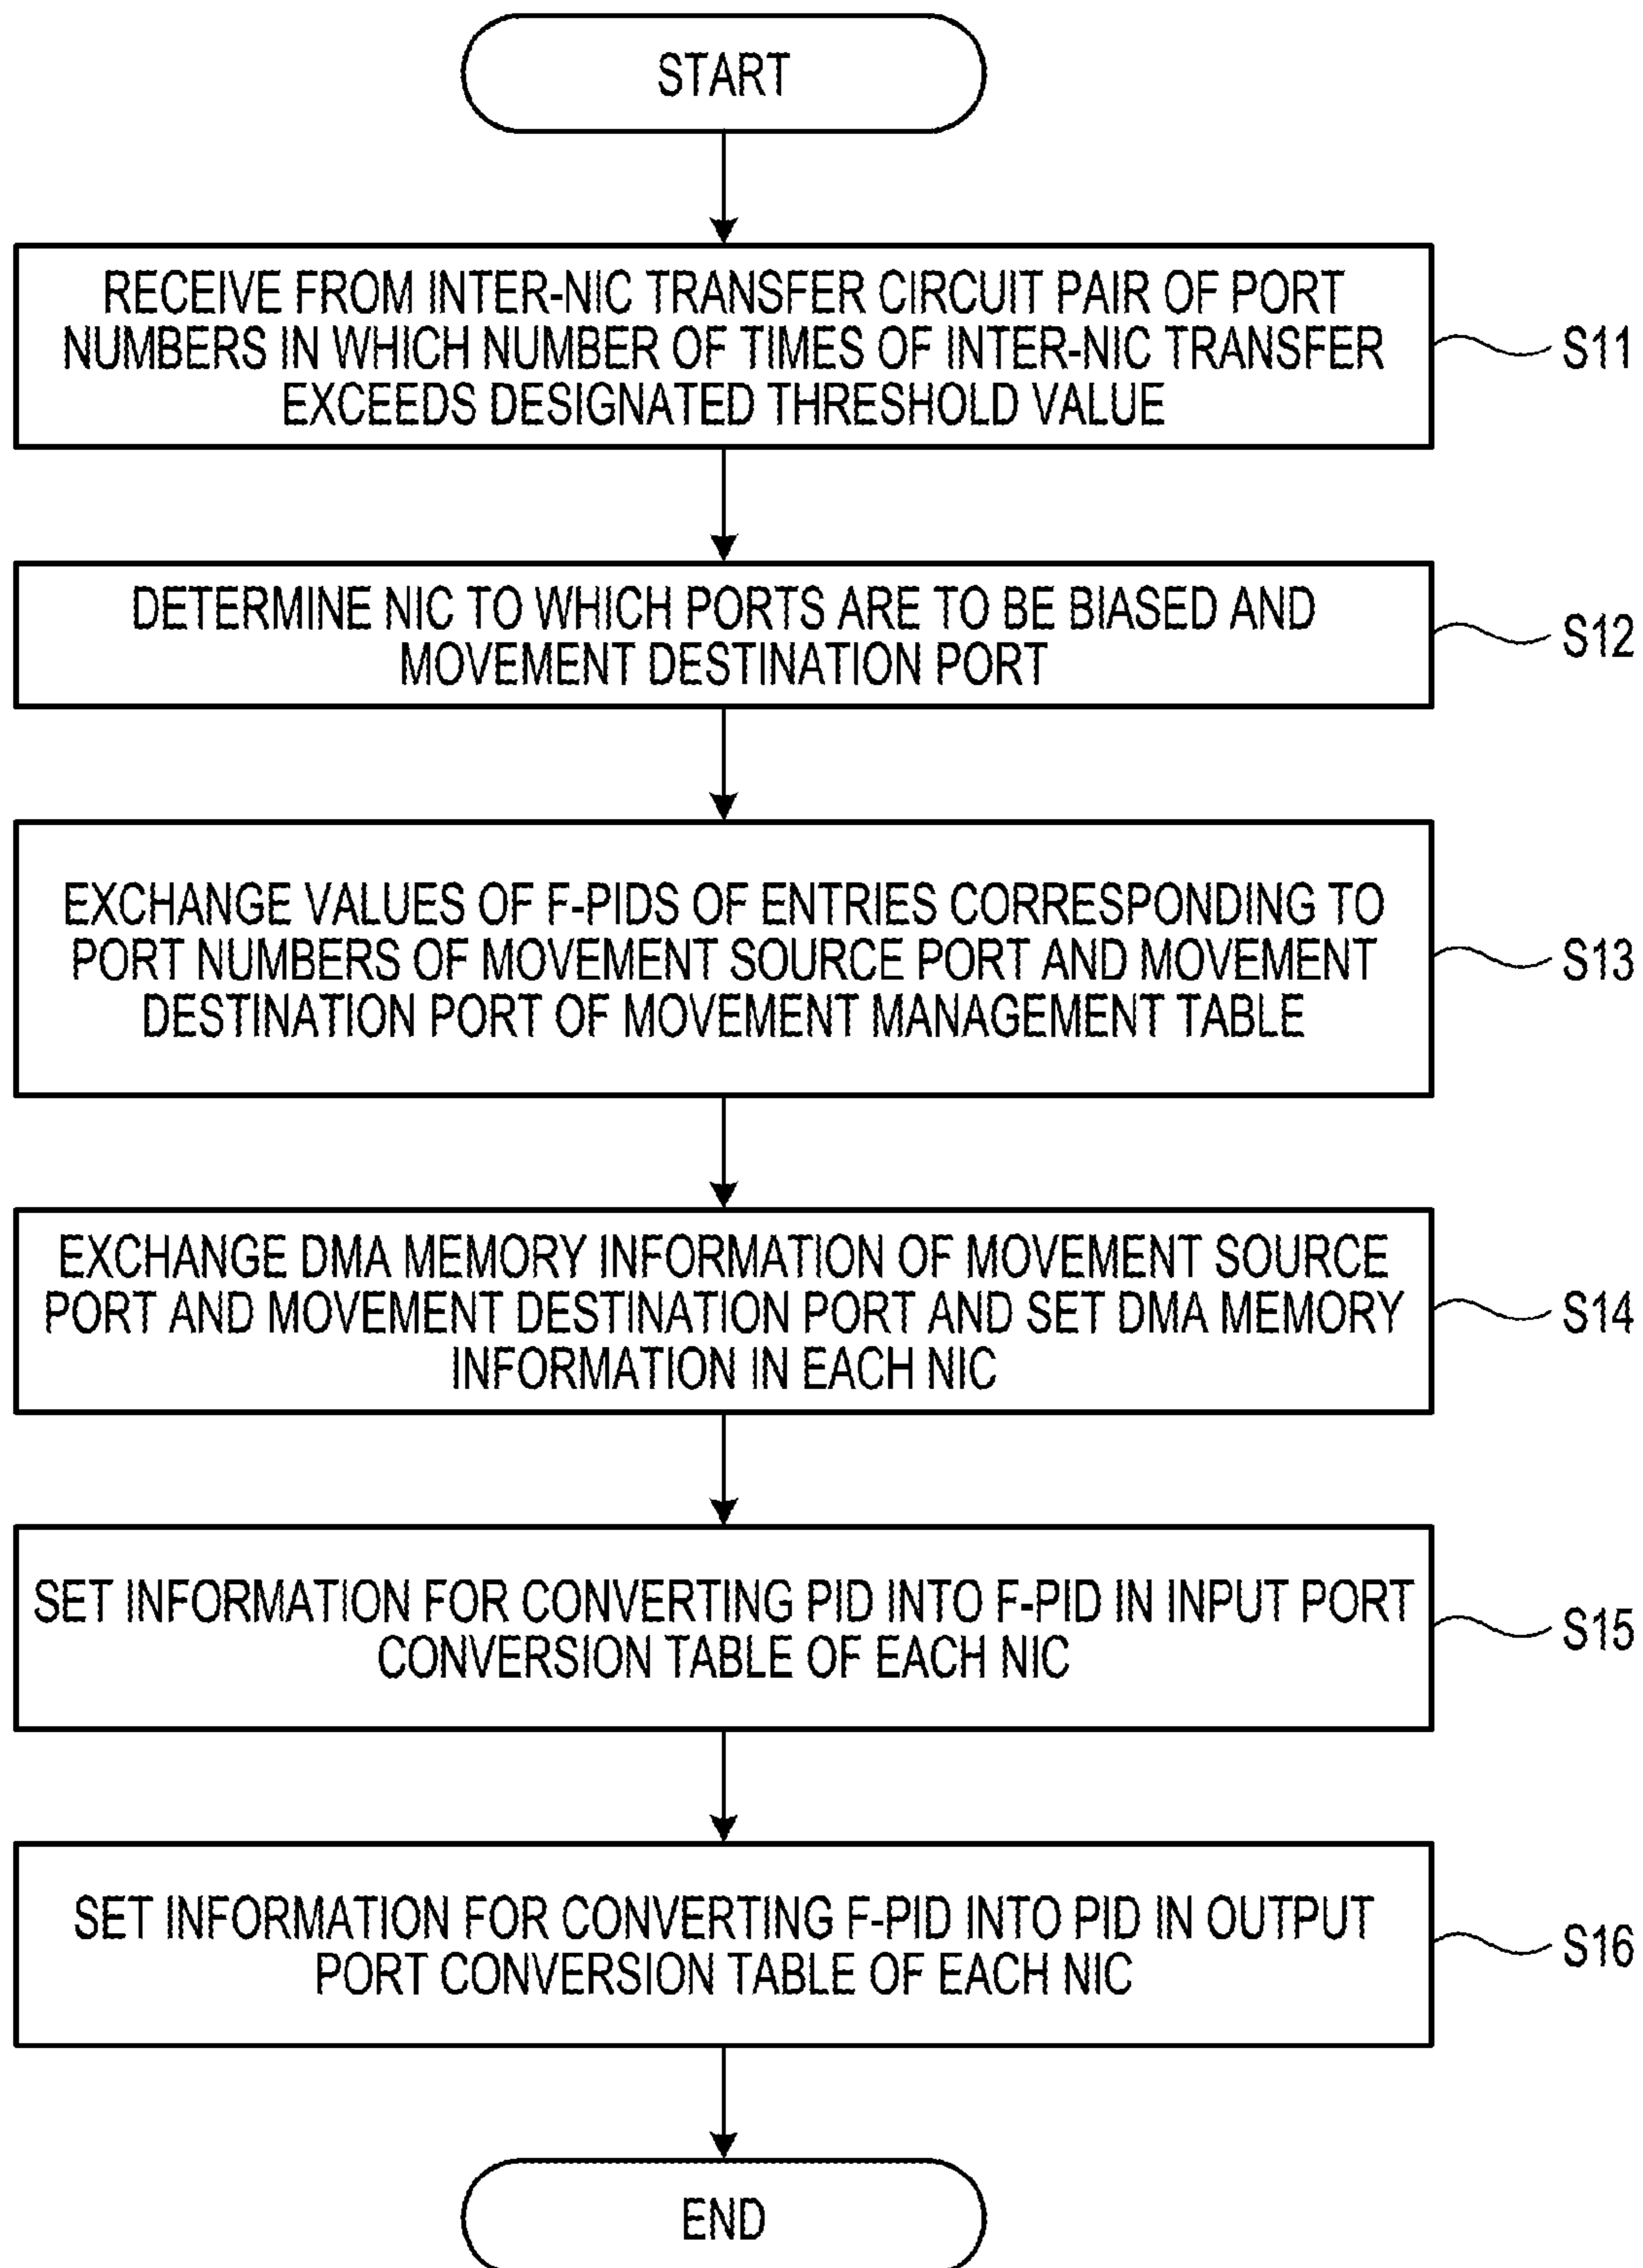 START
RECEIVE FROM INTER-NIC TRANSFER CIRCUIT PAIR OF PORT
NUMBERS IN WHICH NUMBER OF TIMES OF INTER-NIC TRANSFER
EXCEEDS DESIGNATED THRESHOLD VALUE
S11
DETERMINE NIC TO WHICH PORTS ARE TO BE BIASED AND
MOVEMENT DESTINATION PORT
S12
EXCHANGE VALUES OF F-PIDS OF ENTRIES CORRESPONDING TO
PORT NUMBERS OF MOVEMENT SOURCE PORT AND MOVEMENT
DESTINATION PORT OF MOVEMENT MANAGEMENT TABLE
S13
EXCHANGE DMA MEMORY INFORMATION OF MOVEMENT SOURCE
PORT AND MOVEMENT DESTINATION PORT AND SET DMA MEMORY
INFORMATION IN EACH NIC
S14
SET INFORMATION FOR CONVERTING PID INTO F-PID IN INPUT PORT
CONVERSION TABLE OF EACH NIC
S15
SET INFORMATION FOR CONVERTING F-PID INTO PID IN OUTPUT
PORT CONVERSION TABLE OF EACH NIC
S16
END